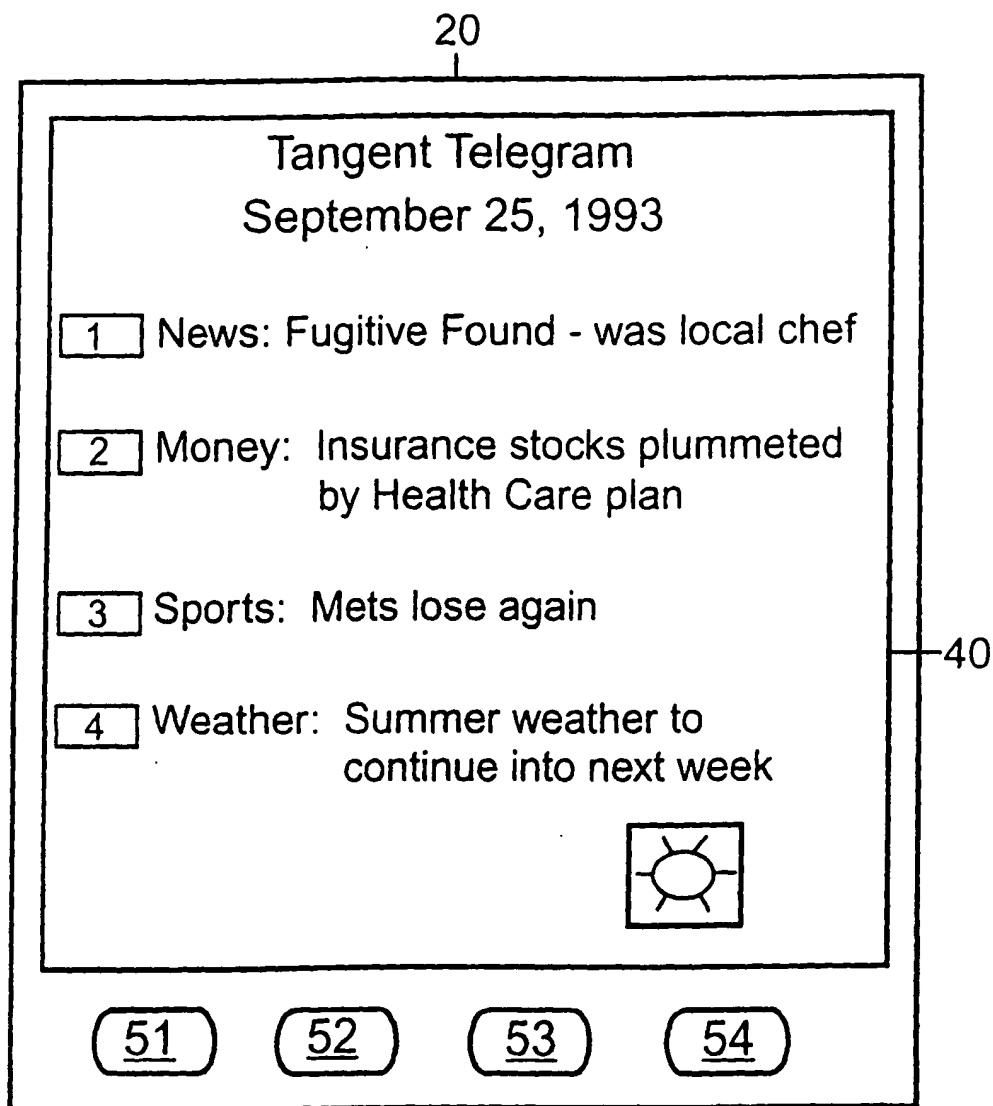 20
Tangent Telegram
September 25, 1993
1 News: Fugitive Found - was local chef
2 Money: Insurance stocks plummeted
by Health Care plan
3 Sports: Mets lose again
40
4 Weather: Summer weather to
continue into next week
51 52 53 54